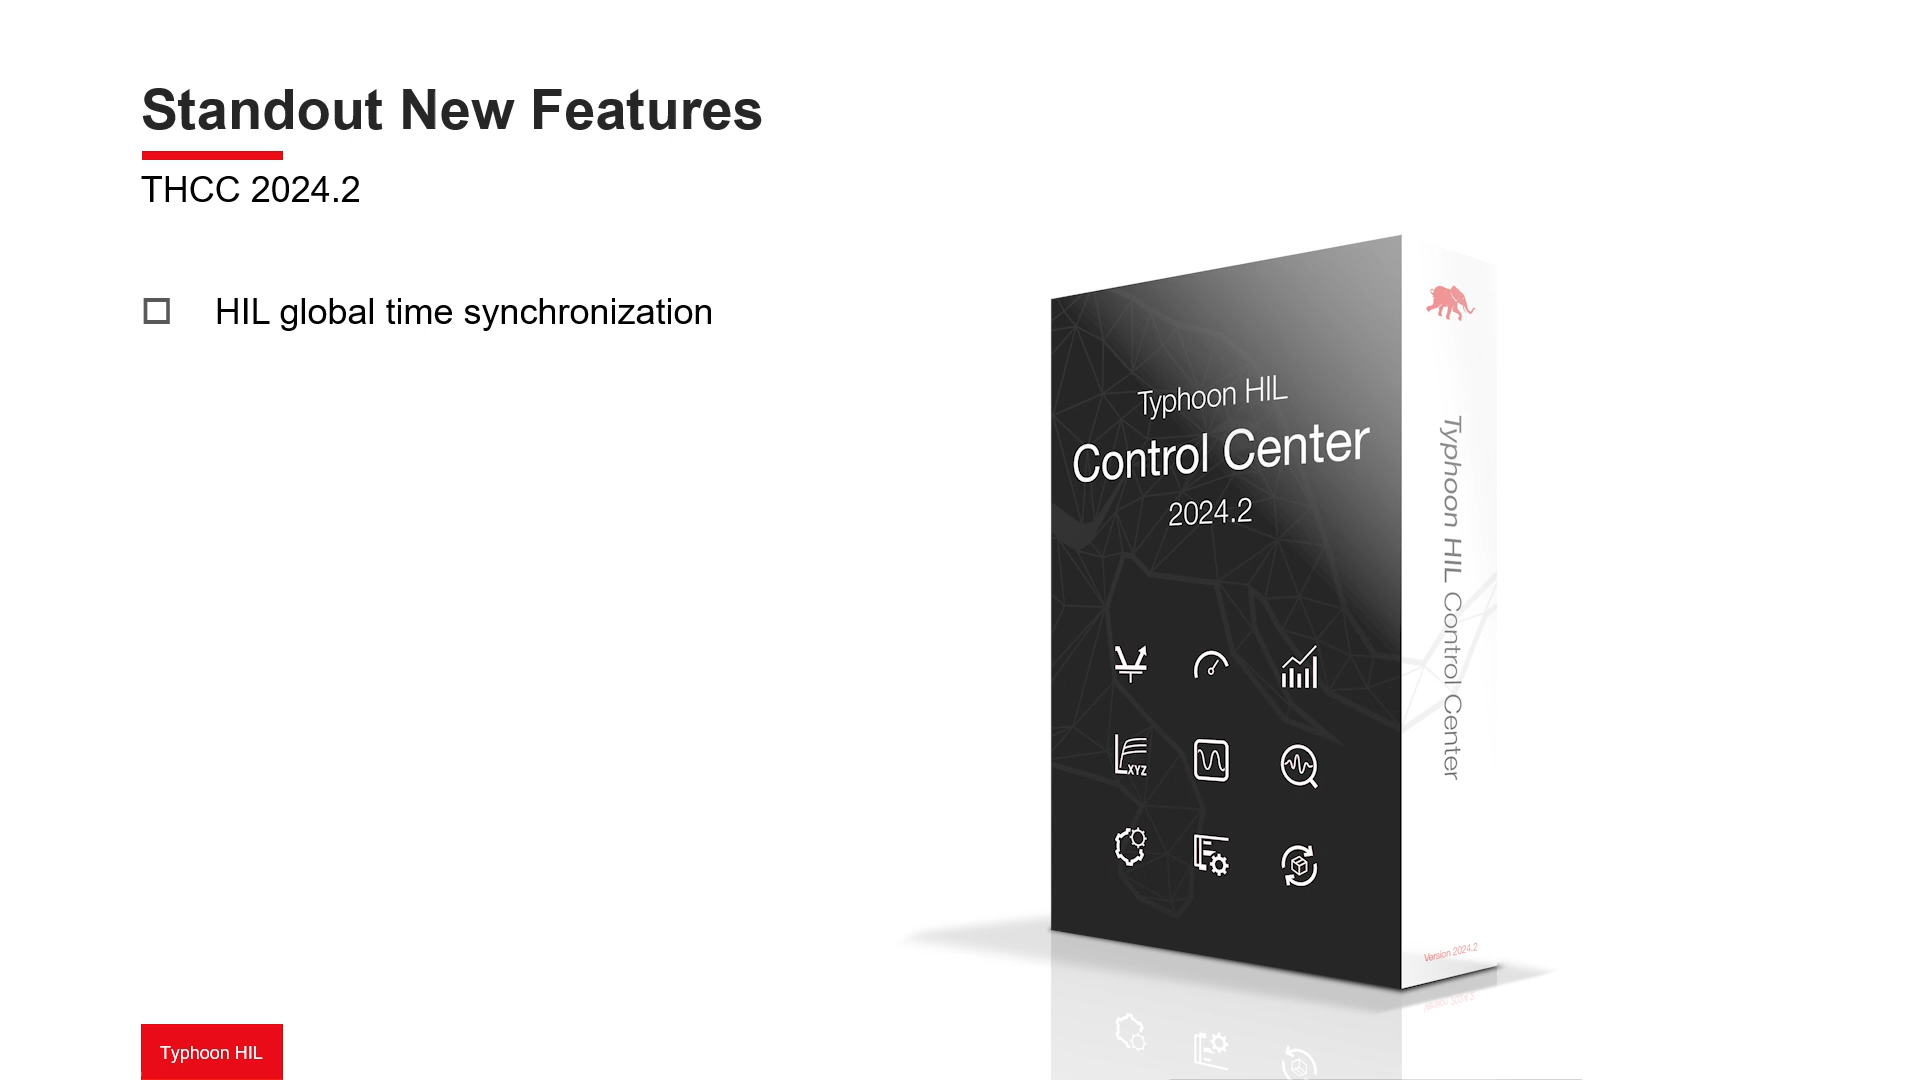 Standout New Features
THCC 2024.2
HIL global time synchronization
Typhoon HIL
Control Center
2024.2
XYZ
Typhoon HIL Control Center
Version 2024.2
Typhoon HIL